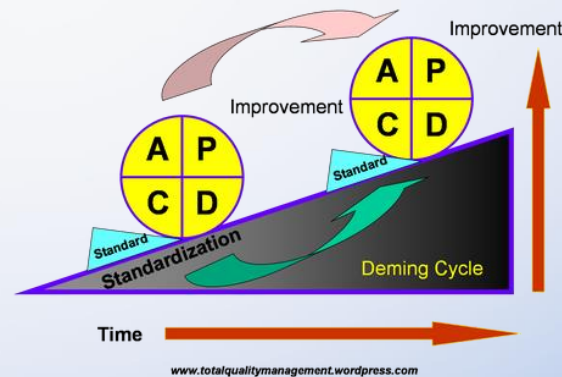 Improvement
A P
C D
Improvement
A P
C D
Standard
Standard
Standardization
Deming Cycle
Time
www.totalqualitymanagement.wordpress.com